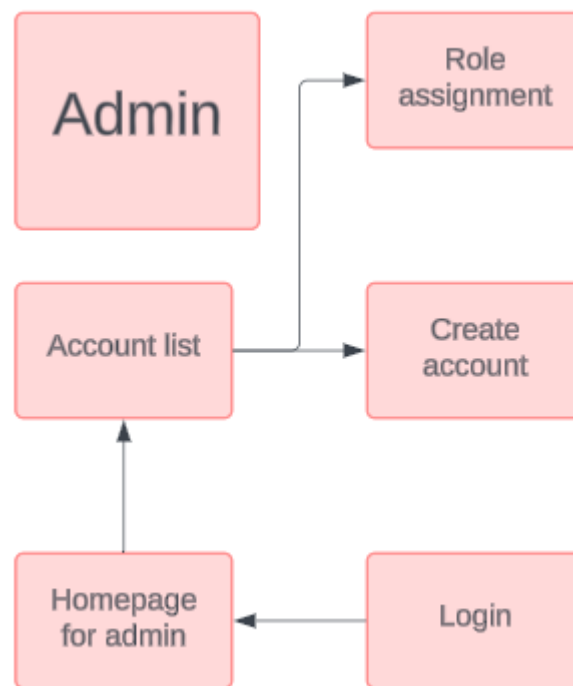 Admin
Role
assignment
Account list
Create
account
Homepage
for admin
Login